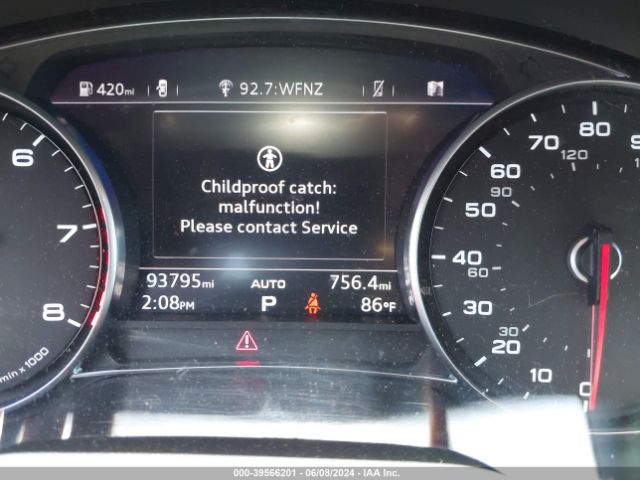 420mi
92.7:WFNZ
Childproof catch:
malfunction!
Please contact Service
93795mi AUTO 756.4mi
2:08PM P 86°F
6
7
8
min x 1000
80
70
120
60
90
50
40
60
30
30
20
10
0
000-39566201 - 06/08/2024 - IAA Inc.